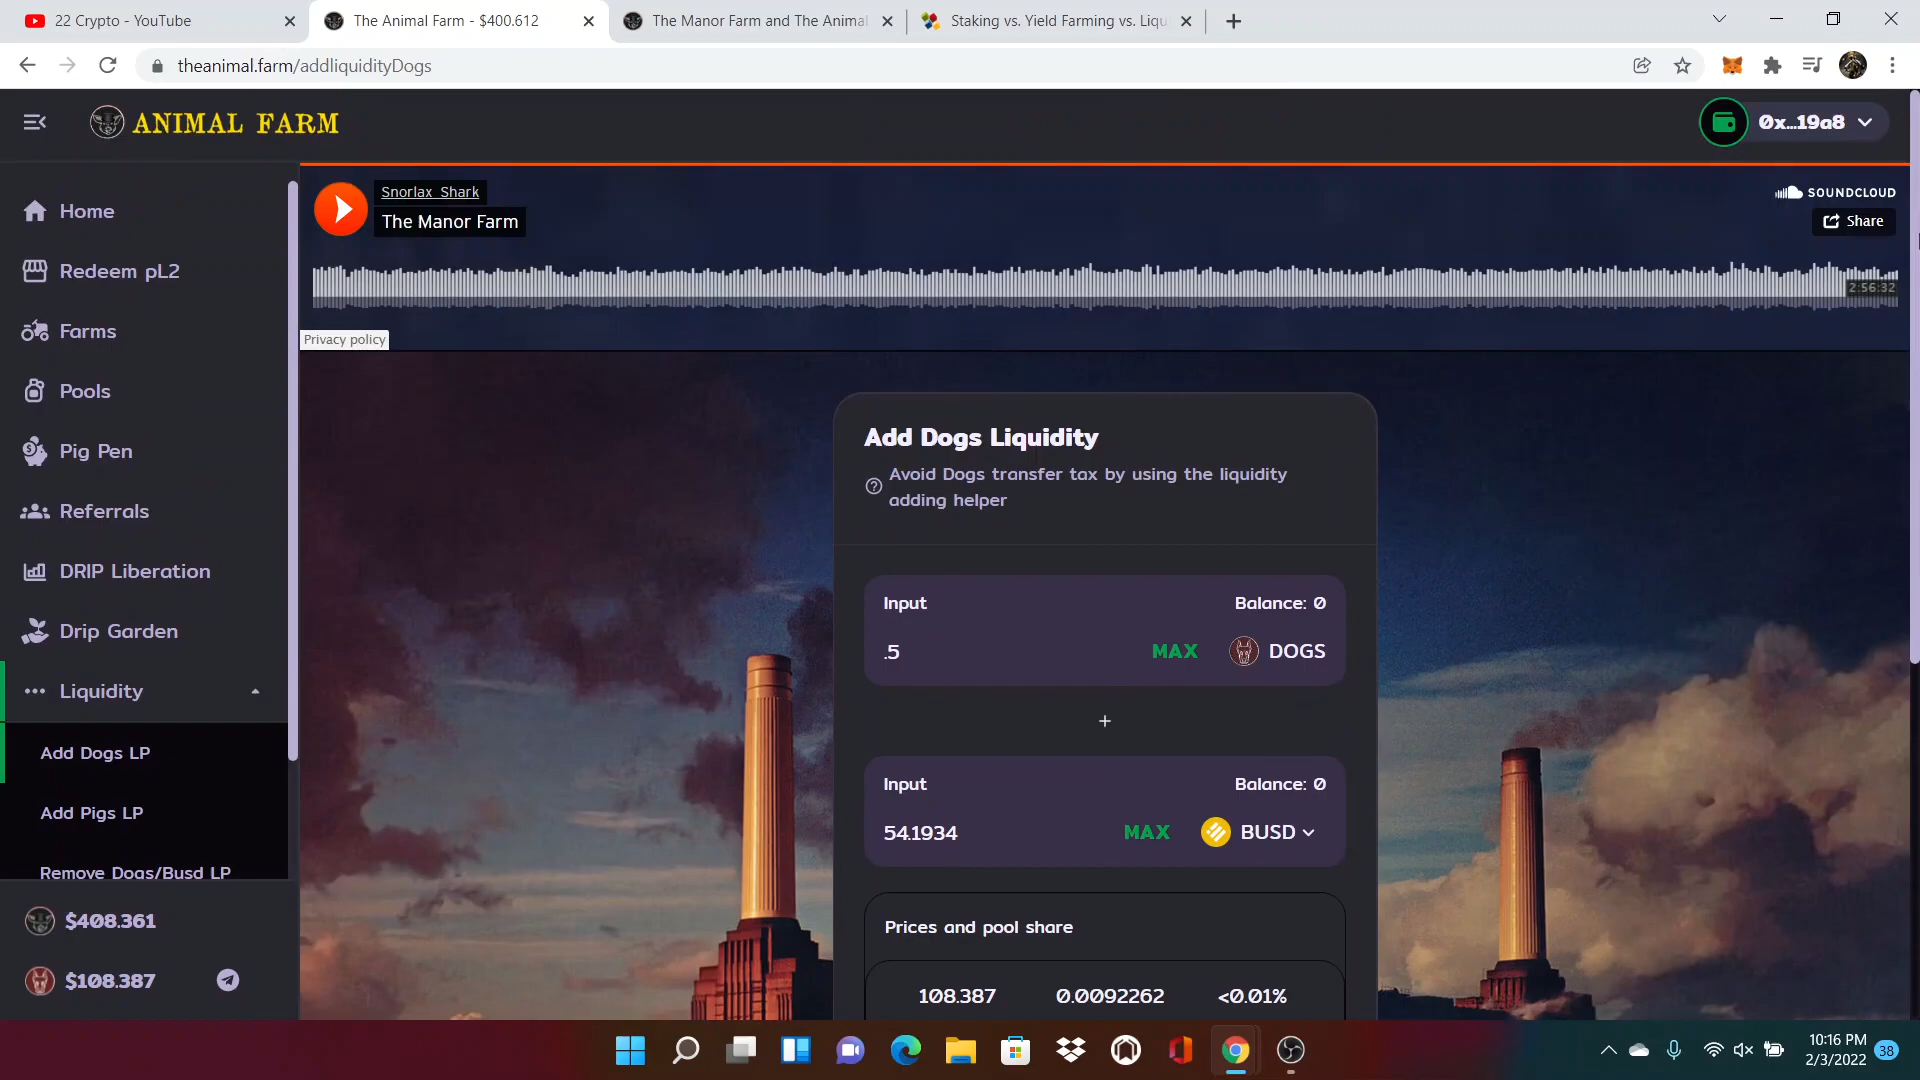 22 Crypto - YouTube
The Animal Farm - $400.612
The Manor Farm and The Animal
Staking vs. Yield Farming vs. Liqu
theanimal.farm/addliquidityDogs
ANIMAL FARM
0x...19a8
Home
Redeem pL2
Farms
Pools
Pig Pen
Referrals
DRIP Liberation
Drip Garden
Liquidity
Add Dogs LP
Add Pigs LP
Remove Dogs/Busd LP
$408.361
$108.387
Snorlax_Shark
The Manor Farm
SOUNDCLOUD
Share
2:56:32
Privacy policy
Add Dogs Liquidity
Avoid Dogs transfer tax by using the liquidity
adding helper
Input Balance: 0
.5 MAX DOGS
+
Input Balance: 0
54.1934 MAX BUSD
Prices and pool share
108.387 0.0092262 <0.01%
10:16 PM
2/3/2022
38